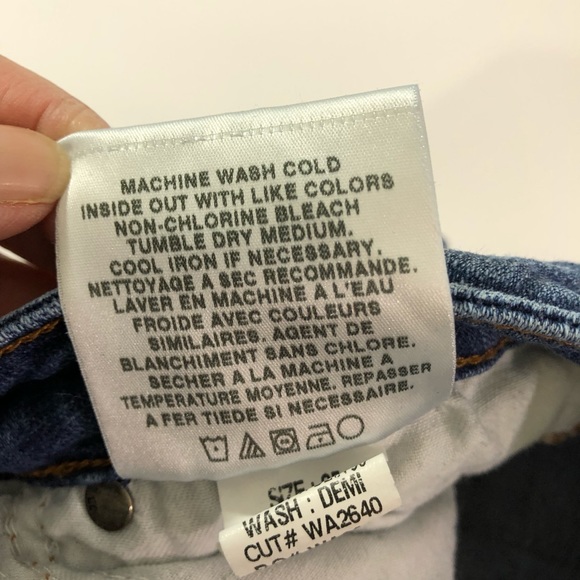 MACHINE WASH COLD
INSIDE OUT WITH LIKE COLORS
NON-CHLORINE BLEACH
TUMBLE DRY MEDIUM.
COOL IRON IF NECESSARY.
NETTOYAGE A SEC RECOMMANDE.
LAVER EN MACHINE A L'EAU
FROIDE AVEC COULEURS
SIMILAIRES. AGENT DE
BLANCHIMENT SANS CHLORE.
SECHER A LA MACHINE A
TEMPERATURE MOYENNE. REPASSER
A FER TIEDE SI NECESSAIRE.
SIZE :
WASH : DEMI
CUT# WA2640